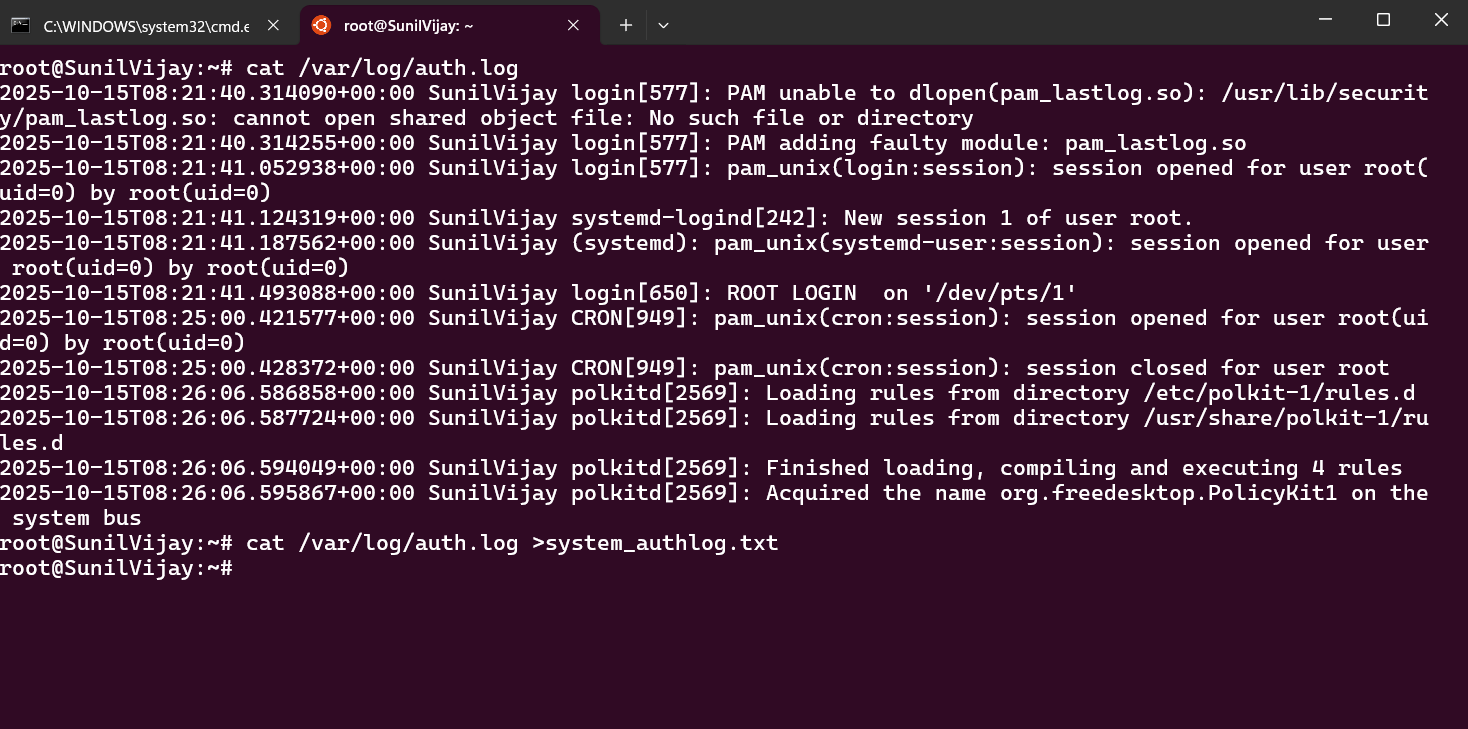 C:\WINDOWS\system32\cmd.e
root@SunilVijay: ~
root@SunilVijay:~# cat /var/log/auth.log
2025-10-15T08:21:40.314090+00:00 SunilVijay login[577]: PAM unable to dlopen(pam_lastlog.so): /usr/lib/securit
y/pam_lastlog.so: cannot open shared object file: No such file or directory
2025-10-15T08:21:40.314255+00:00 SunilVijay login[577]: PAM adding faulty module: pam_lastlog.so
2025-10-15T08:21:41.052938+00:00 SunilVijay login[577]: pam_unix(login:session): session opened for user root(
uid=0) by root(uid=0)
2025-10-15T08:21:41.124319+00:00 SunilVijay systemd-logind[242]: New session 1 of user root.
2025-10-15T08:21:41.187562+00:00 SunilVijay (systemd): pam_unix(systemd-user:session): session opened for user
 root(uid=0) by root(uid=0)
2025-10-15T08:21:41.493088+00:00 SunilVijay login[650]: ROOT LOGIN  on '/dev/pts/1'
2025-10-15T08:25:00.421577+00:00 SunilVijay CRON[949]: pam_unix(cron:session): session opened for user root(ui
d=0) by root(uid=0)
2025-10-15T08:25:00.428372+00:00 SunilVijay CRON[949]: pam_unix(cron:session): session closed for user root
2025-10-15T08:26:06.586858+00:00 SunilVijay polkitd[2569]: Loading rules from directory /etc/polkit-1/rules.d
2025-10-15T08:26:06.587724+00:00 SunilVijay polkitd[2569]: Loading rules from directory /usr/share/polkit-1/ru
les.d
2025-10-15T08:26:06.594049+00:00 SunilVijay polkitd[2569]: Finished loading, compiling and executing 4 rules
2025-10-15T08:26:06.595867+00:00 SunilVijay polkitd[2569]: Acquired the name org.freedesktop.PolicyKit1 on the
 system bus
root@SunilVijay:~# cat /var/log/auth.log >system_authlog.txt
root@SunilVijay:~#